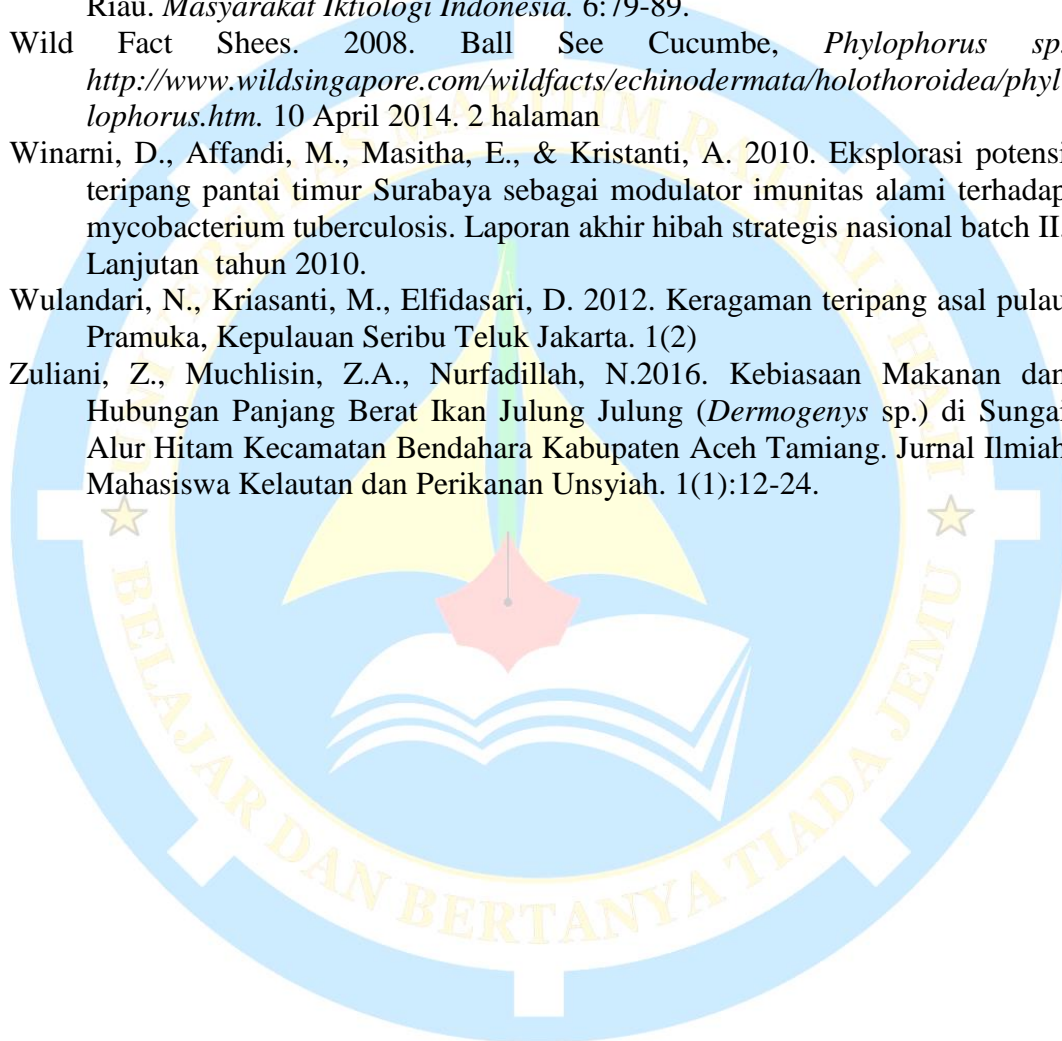 Riau. Masyarakat Iktiologi Indonesia. 6:79-89.
Wild Fact Shees. 2008. Ball See Cucumbe, Phylophorus sp.
http://www.wildsingapore.com/wildfacts/echinodermata/holothoroidea/phyl
lophorus.htm. 10 April 2014. 2 halaman
Winarni, D., Affandi, M., Masitha, E., & Kristanti, A. 2010. Eksplorasi potensi
teripang pantai timur Surabaya sebagai modulator imunitas alami terhadap
mycobacterium tuberculosis. Laporan akhir hibah strategis nasional batch II.
Lanjutan tahun 2010.
Wulandari, N., Kriasanti, M., Elfidasari, D. 2012. Keragaman teripang asal pulau
Pramuka, Kepulauan Seribu Teluk Jakarta. 1(2)
Zuliani, Z., Muchlisin, Z.A., Nurfadillah, N.2016. Kebiasaan Makanan dan
Hubungan Panjang Berat Ikan Julung Julung (Dermogenys sp.) di Sungai
Alur Hitam Kecamatan Bendahara Kabupaten Aceh Tamiang. Jurnal Ilmiah
Mahasiswa Kelautan dan Perikanan Unsyiah. 1(1):12-24.
UNIVERSITAS MARITIM RAJA ALI HAJI
BELAJAR DAN BERTANYA TIADA JEMU